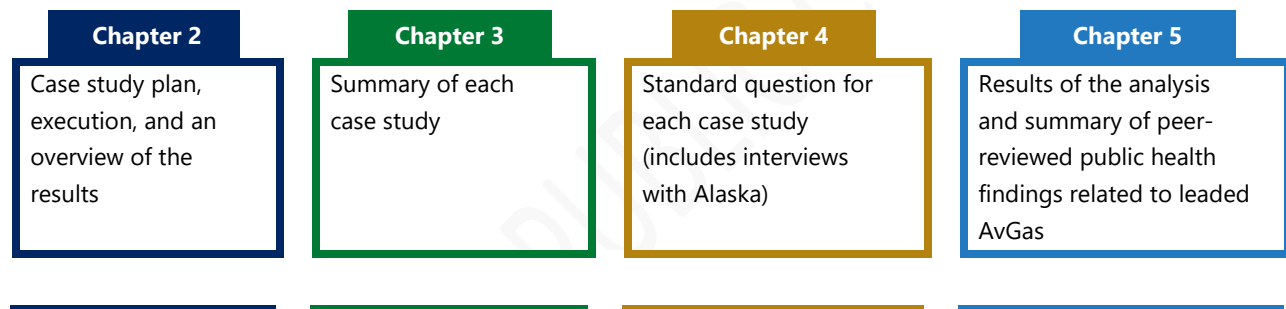 Chapter 2
Case study plan,
execution, and an
overview of the
results
Chapter 3
Summary of each
case study
Chapter 4
Standard question for
each case study
(includes interviews
with Alaska)
Chapter 5
Results of the analysis
and summary of peer-
reviewed public health
findings related to leaded
AvGas